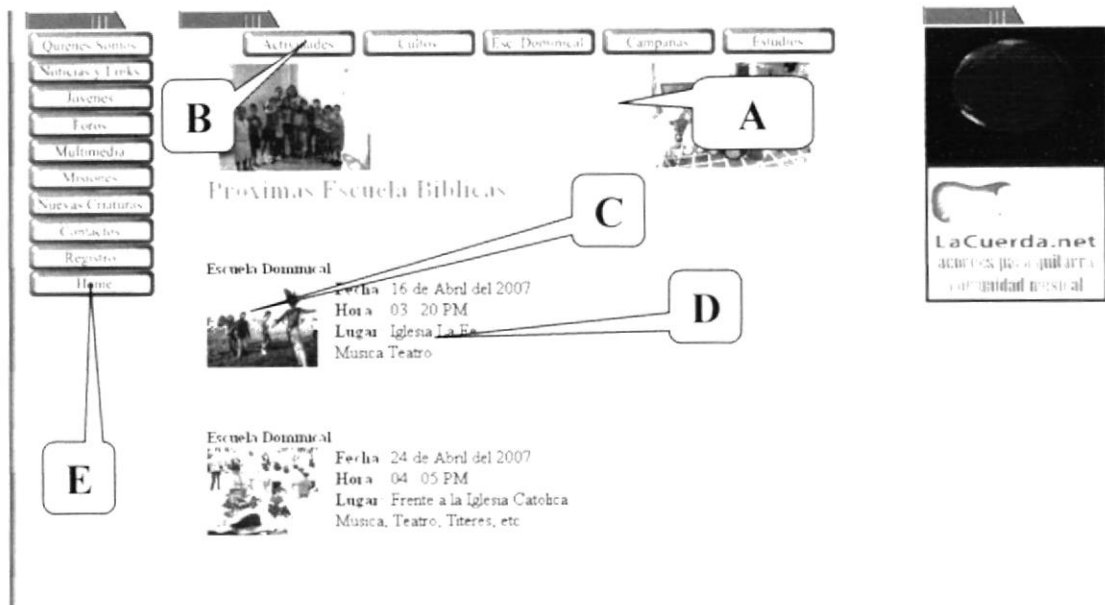 Quienes Somos
Noticias y Links
Jovenes
Foros
Multimedia
Misiones
Nuevas Criaturas
Contactos
Registro
Home
Actividades
Cultos
Esc. Dominical
Campañas
Estudios
B
A
Proximas Escuela Biblicas
C
Escuela Dominical
Fecha 16 de Abril del 2007
Hora 03 20 PM
Lugar Iglesia La Fe
Musica Teatro
D
Escuela Dominical
Fecha 24 de Abril del 2007
Hora 04 05 PM
Lugar Frente a la Iglesia Catolica
Musica, Teatro, Titeres, etc
E
LaCuerda.net
acordes para guitarra
comunidad musical